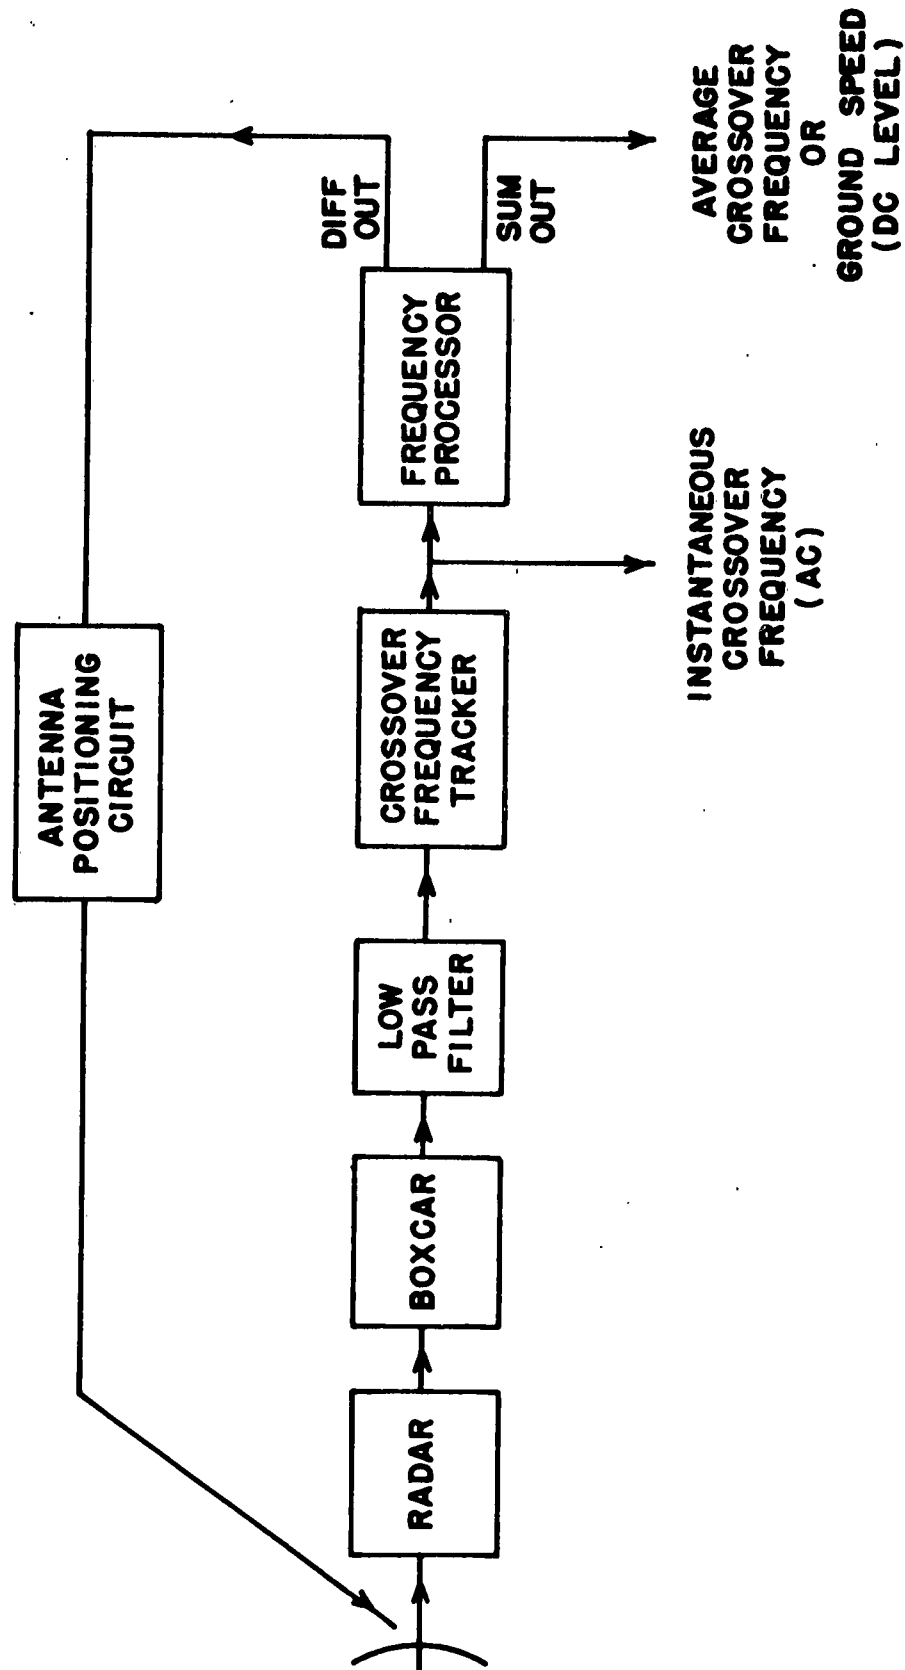 ANTENNA
POSITIONING
CIRCUIT
RADAR
BOXCAR
LOW
PASS
FILTER
CROSSOVER
FREQUENCY
TRACKER
FREQUENCY
PROCESSOR
DIFF
OUT
SUM
OUT
INSTANTANEOUS
CROSSOVER
FREQUENCY
(AC)
AVERAGE
CROSSOVER
FREQUENCY
OR
GROUND SPEED
(DC LEVEL)